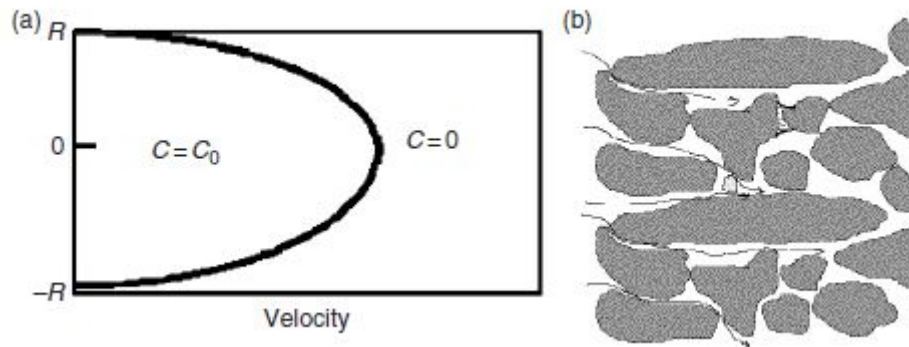 (a)
R
0
–R
C = C₀
C = 0
Velocity
(b)